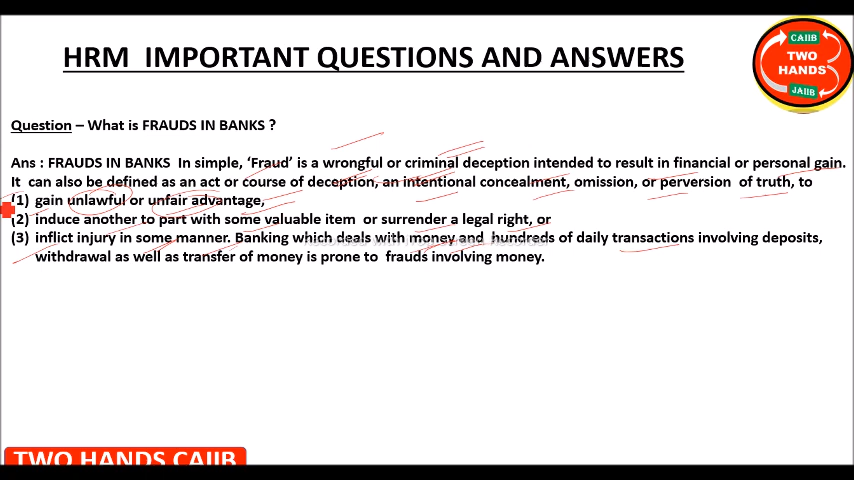 HRM IMPORTANT QUESTIONS AND ANSWERS
CAIIB
TWO
HANDS
JAIIB
Question – What is FRAUDS IN BANKS ?
Ans : FRAUDS IN BANKS In simple, ‘Fraud’ is a wrongful or criminal deception intended to result in financial or personal gain.
It can also be defined as an act or course of deception, an intentional concealment, omission, or perversion of truth, to
(1) gain unlawful or unfair advantage,
(2) induce another to part with some valuable item or surrender a legal right, or
(3) inflict injury in some manner. Banking which deals with money and hundreds of daily transactions involving deposits,
withdrawal as well as transfer of money is prone to frauds involving money.
TWO HANDS CAIIB